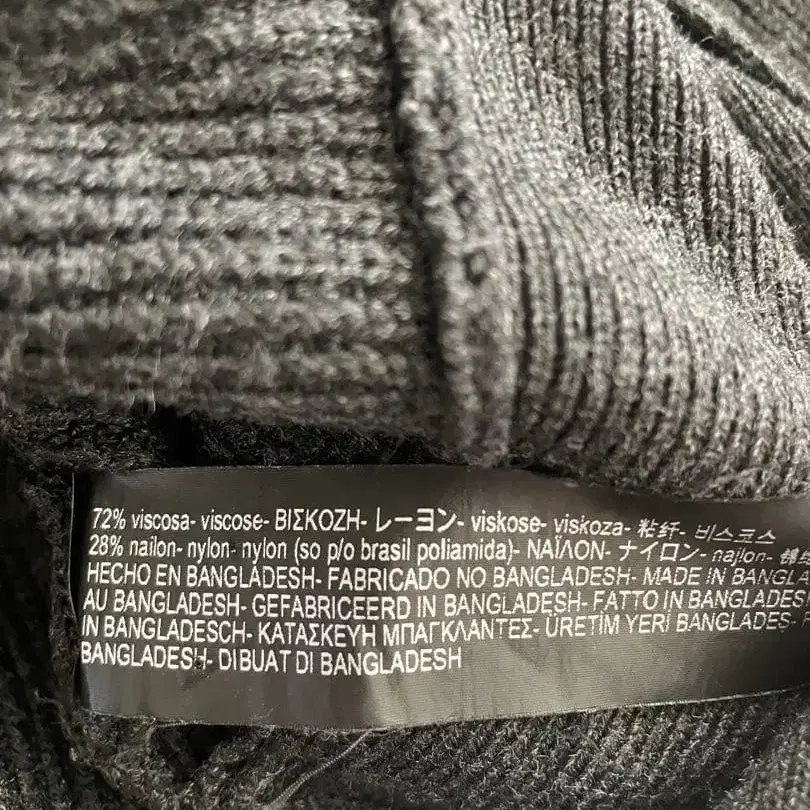 72% viscosa- viscose- ΒΙΣΚΟΖΗ- レーヨン- viskose- viskoza- 粘纤- 비스코스
28% nailon- nylon- nylon (so p/o brasil poliamida)- ΝΑΪΛΟΝ- ナイロン- najlon-
HECHO EN BANGLADESH- FABRICADO NO BANGLADESH- MADE IN BANGLA
AU BANGLADESH- GEFABRICEERD IN BANGLADESH- FATTO IN BANGLADES
IN BANGLADESCH- ΚΑΤΑΣΚΕΥΗ ΜΠΑΓΚΛΑΝΤΕΣ- ÜRETİM YERİ BANGLADES-
BANGLADESH- DIBUAT DI BANGLADESH